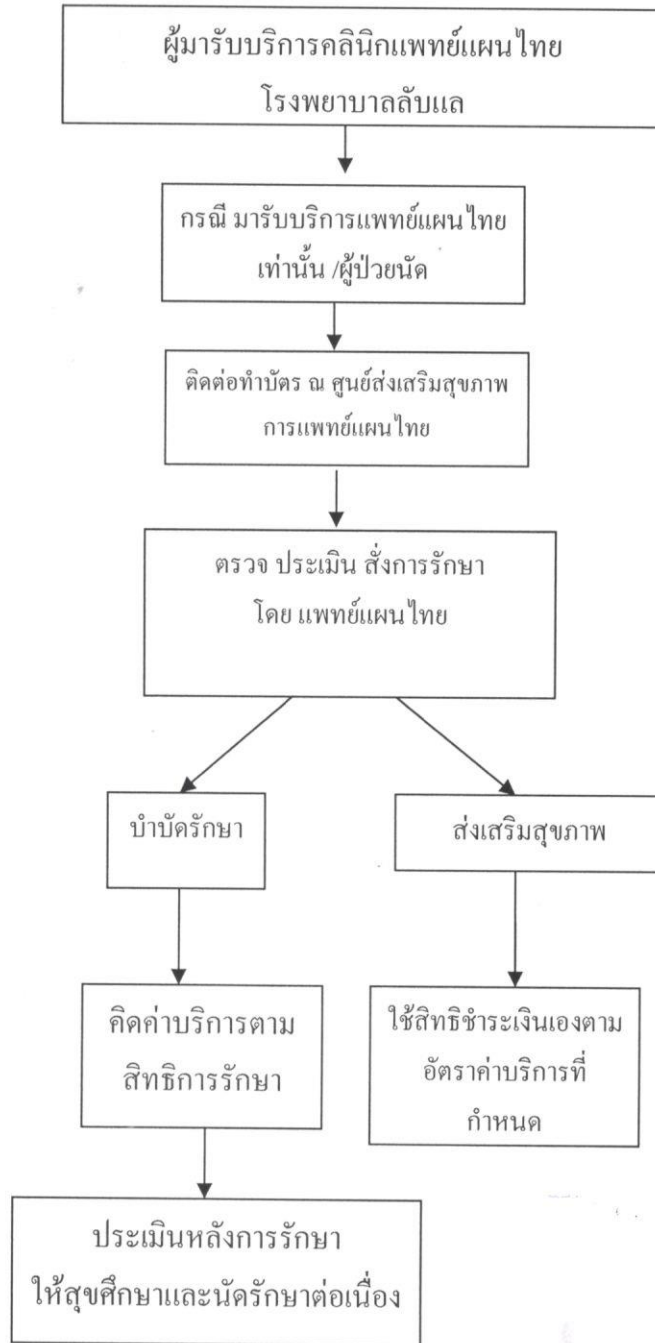 ผู้มารับบริการคลินิกแพทย์แผนไทย
โรงพยาบาลลับแล
กรณี มารับบริการแพทย์แผนไทย
เท่านั้น /ผู้ป่วยนัด
ติดต่อทำบัตร ณ ศูนย์ส่งเสริมสุขภาพ
การแพทย์แผนไทย
ตรวจ ประเมิน สั่งการรักษา
โดย แพทย์แผนไทย
บำบัดรักษา
ส่งเสริมสุขภาพ
คิดค่าบริการตาม
สิทธิการรักษา
ใช้สิทธิชำระเงินเองตาม
อัตราค่าบริการที่
กำหนด
ประเมินหลังการรักษา
ให้สุขศึกษาและนัดรักษาต่อเนื่อง